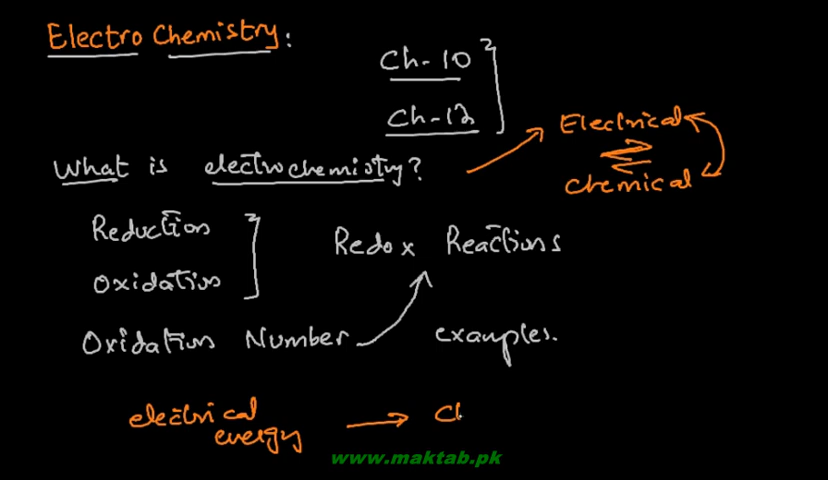 Electro Chemistry:
Ch-10
Ch-12
Electrical
Chemical
What is electrochemistry?
Reduction
Oxidation
Redox Reactions
Oxidation Number
examples.
electrical energy → Ch
www.maktab.pk